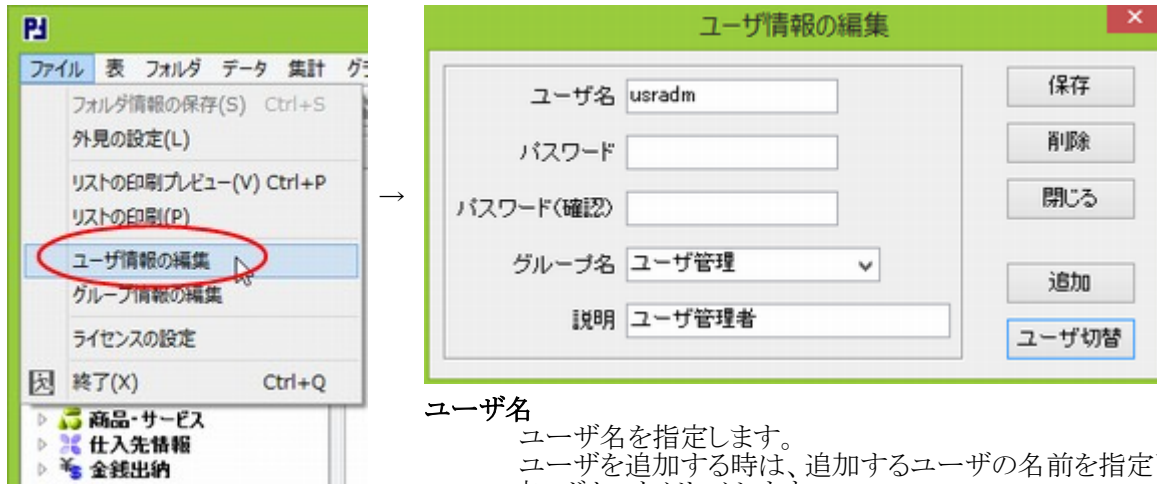 ファイル 表 フォルダ データ 集計
フォルダ情報の保存(S) Ctrl+S
外見の設定(L)
リストの印刷プレビュー(V) Ctrl+P
リストの印刷(P)
ユーザ情報の編集
グループ情報の編集
ライセンスの設定
終了(X) Ctrl+Q
商品・サービス
仕入先情報
金銭出納
→
ユーザ情報の編集
ユーザ名 usradm
パスワード
パスワード(確認)
グループ名 ユーザ管理
説明 ユーザ管理者
保存
削除
閉じる
追加
ユーザ切替
ユーザ名
ユーザ名を指定します。
ユーザを追加する時は、追加するユーザの名前を指定